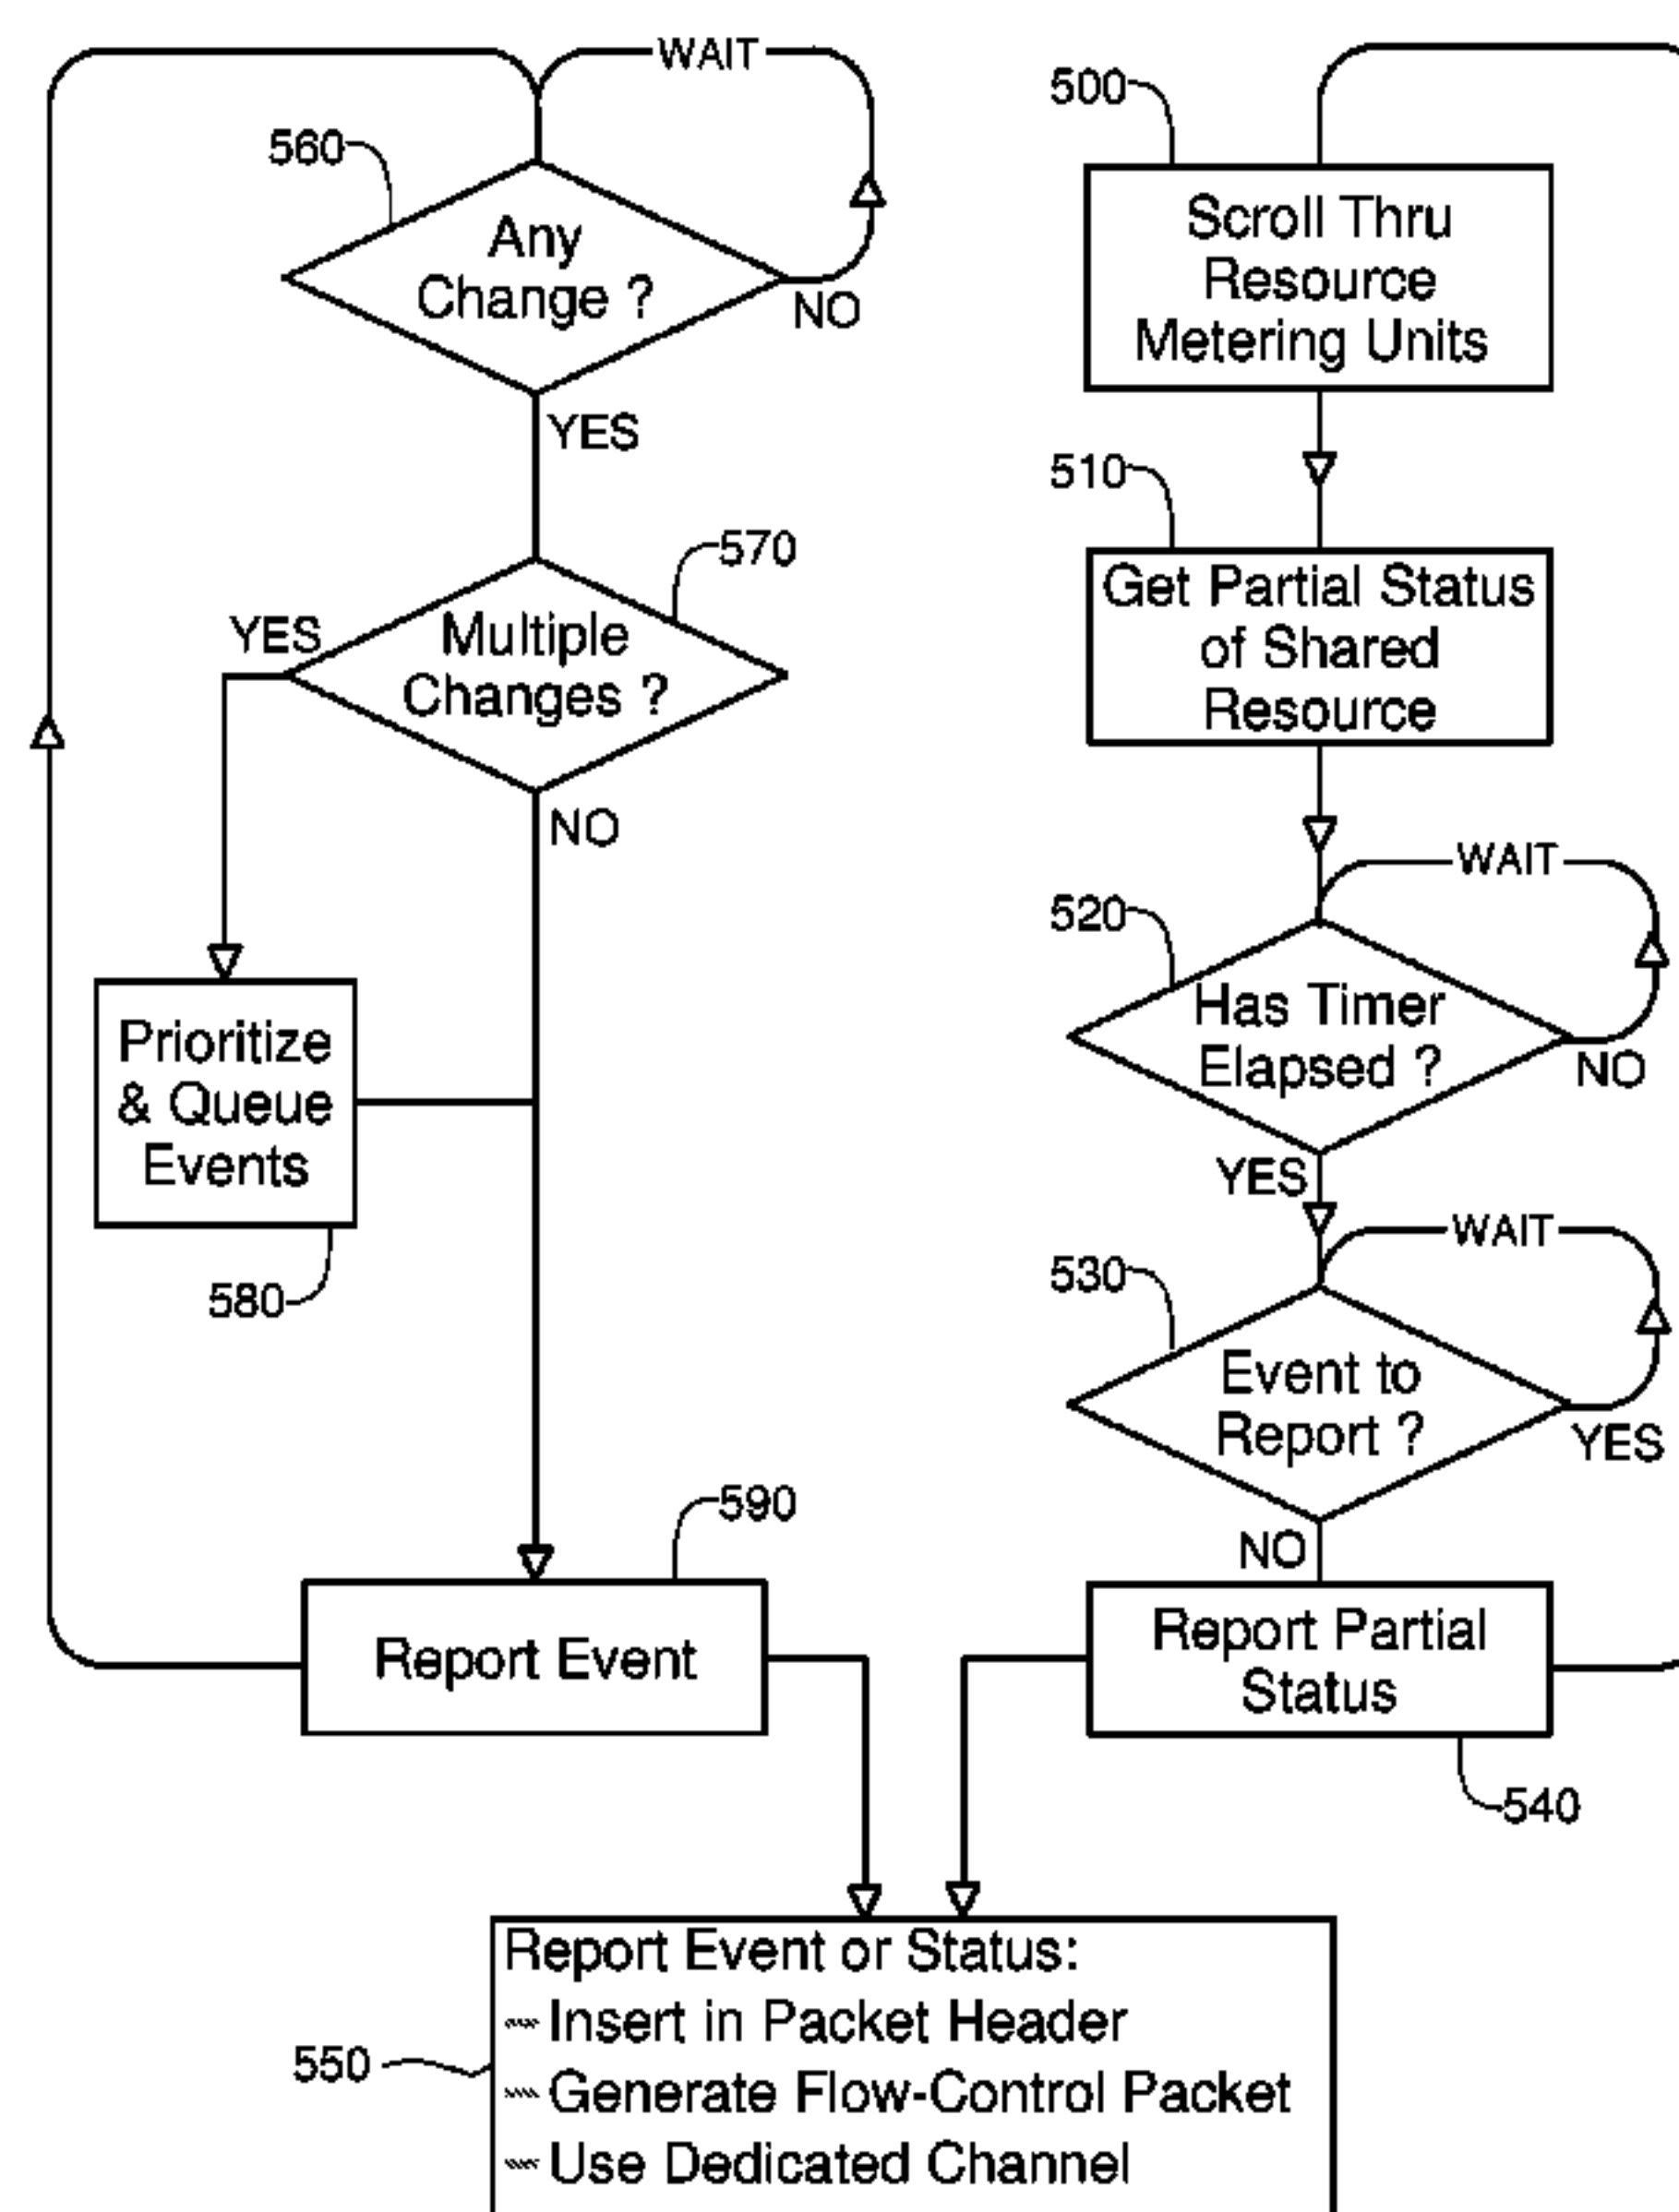 WAIT
560
Any
Change ?
NO
YES
570
YES
Multiple
Changes ?
NO
Prioritize
& Queue
Events
580
590
Report Event
500
Scroll Thru
Resource
Metering Units
510
Get Partial Status
of Shared
Resource
WAIT
520
Has Timer
Elapsed ?
NO
YES
WAIT
530
Event to
Report ?
YES
NO
Report Partial
Status
540
550
Report Event or Status:
- Insert in Packet Header
- Generate Flow-Control Packet
- Use Dedicated Channel